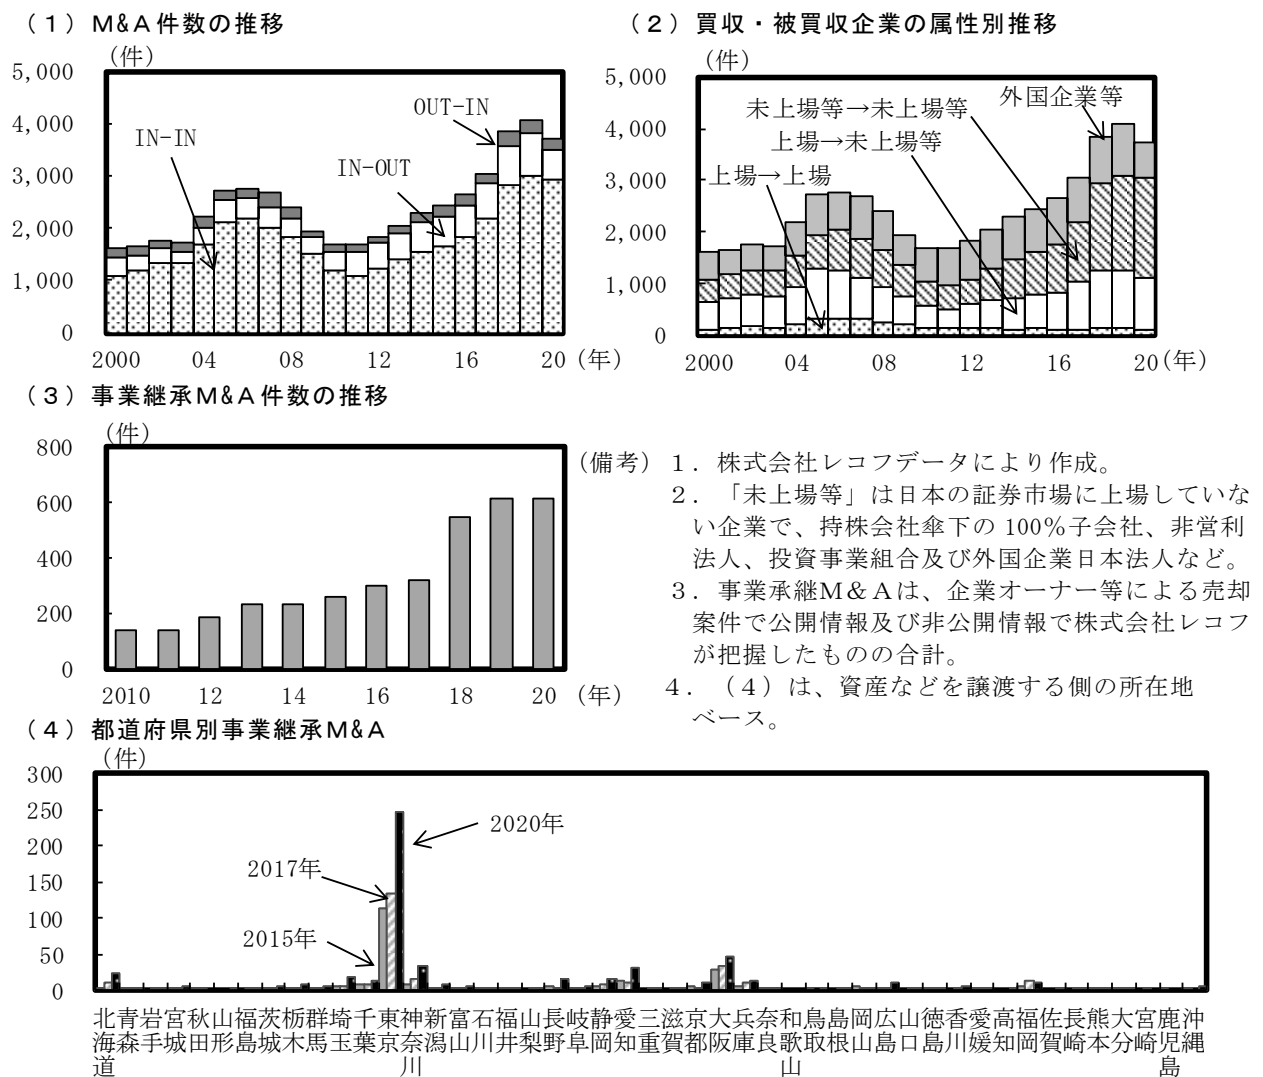 （１）M&A件数の推移
（件）
5,000
4,000
3,000
2,000
1,000
0
IN-IN
IN-OUT
OUT-IN
2000 04 08 12 16 20（年）
（２）買収・被買収企業の属性別推移
（件）
5,000
4,000
3,000
2,000
1,000
0
外国企業等
未上場等→未上場等
上場→未上場等
上場→上場
2000 04 08 12 16 20（年）
（３）事業継承M&A件数の推移
（件）
800
600
400
200
0
2010 12 14 16 18 20 （年）
（備考）１．株式会社レコフデータにより作成。
２．「未上場等」は日本の証券市場に上場していな
い企業で、持株会社傘下の100％子会社、非営利
法人、投資事業組合及び外国企業日本法人など。
３．事業承継Ｍ＆Ａは、企業オーナー等による売却
案件で公開情報及び非公開情報で株式会社レコフ
が把握したものの合計。
４．（４）は、資産などを譲渡する側の所在地
ベース。
（４）都道府県別事業継承M&A
（件）
300
250
200
150
100
50
0
2020年
2017年
2015年
北青岩宮秋山福茨栃群埼千東神新富石福山長岐静愛三滋京大兵奈和鳥島岡広山徳香愛高福佐長熊大宮鹿沖
海森手城田形島城木馬玉葉京奈潟山川井梨野阜岡知重賀都阪庫良歌取根山島口島川媛知岡賀崎本分崎児縄
道 川 山 島